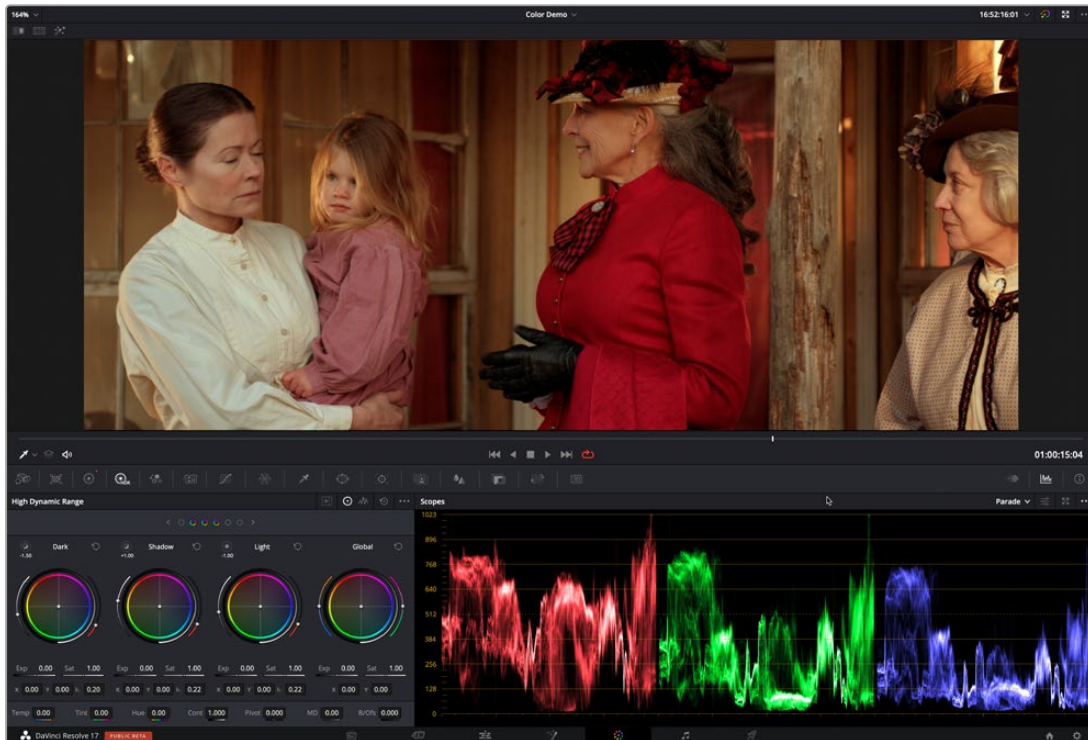 164%
Color Demo
16:52:16:01
01:00:15:04
High Dynamic Range
Scopes
Parade
-1.50 Dark
+1.00 Shadow
-1.00 Light
Global
Exp 0.00 Sat 1.00 Exp 0.00 Sat 1.00 Exp 0.00 Sat 1.00 Exp 0.00 Sat 1.00
X 0.00 Y 0.00 0.20 X 0.00 Y 0.00 0.22 X 0.00 Y 0.00 0.22 X 0.00 Y 0.00
Temp 0.00 Tint 0.00 Hue 0.00 Cont 1.000 Pivot 0.000 MD 0.00 B/Ofs 0.000
1023
896
768
640
512
384
256
128
0
DaVinci Resolve 17 PUBLIC BETA